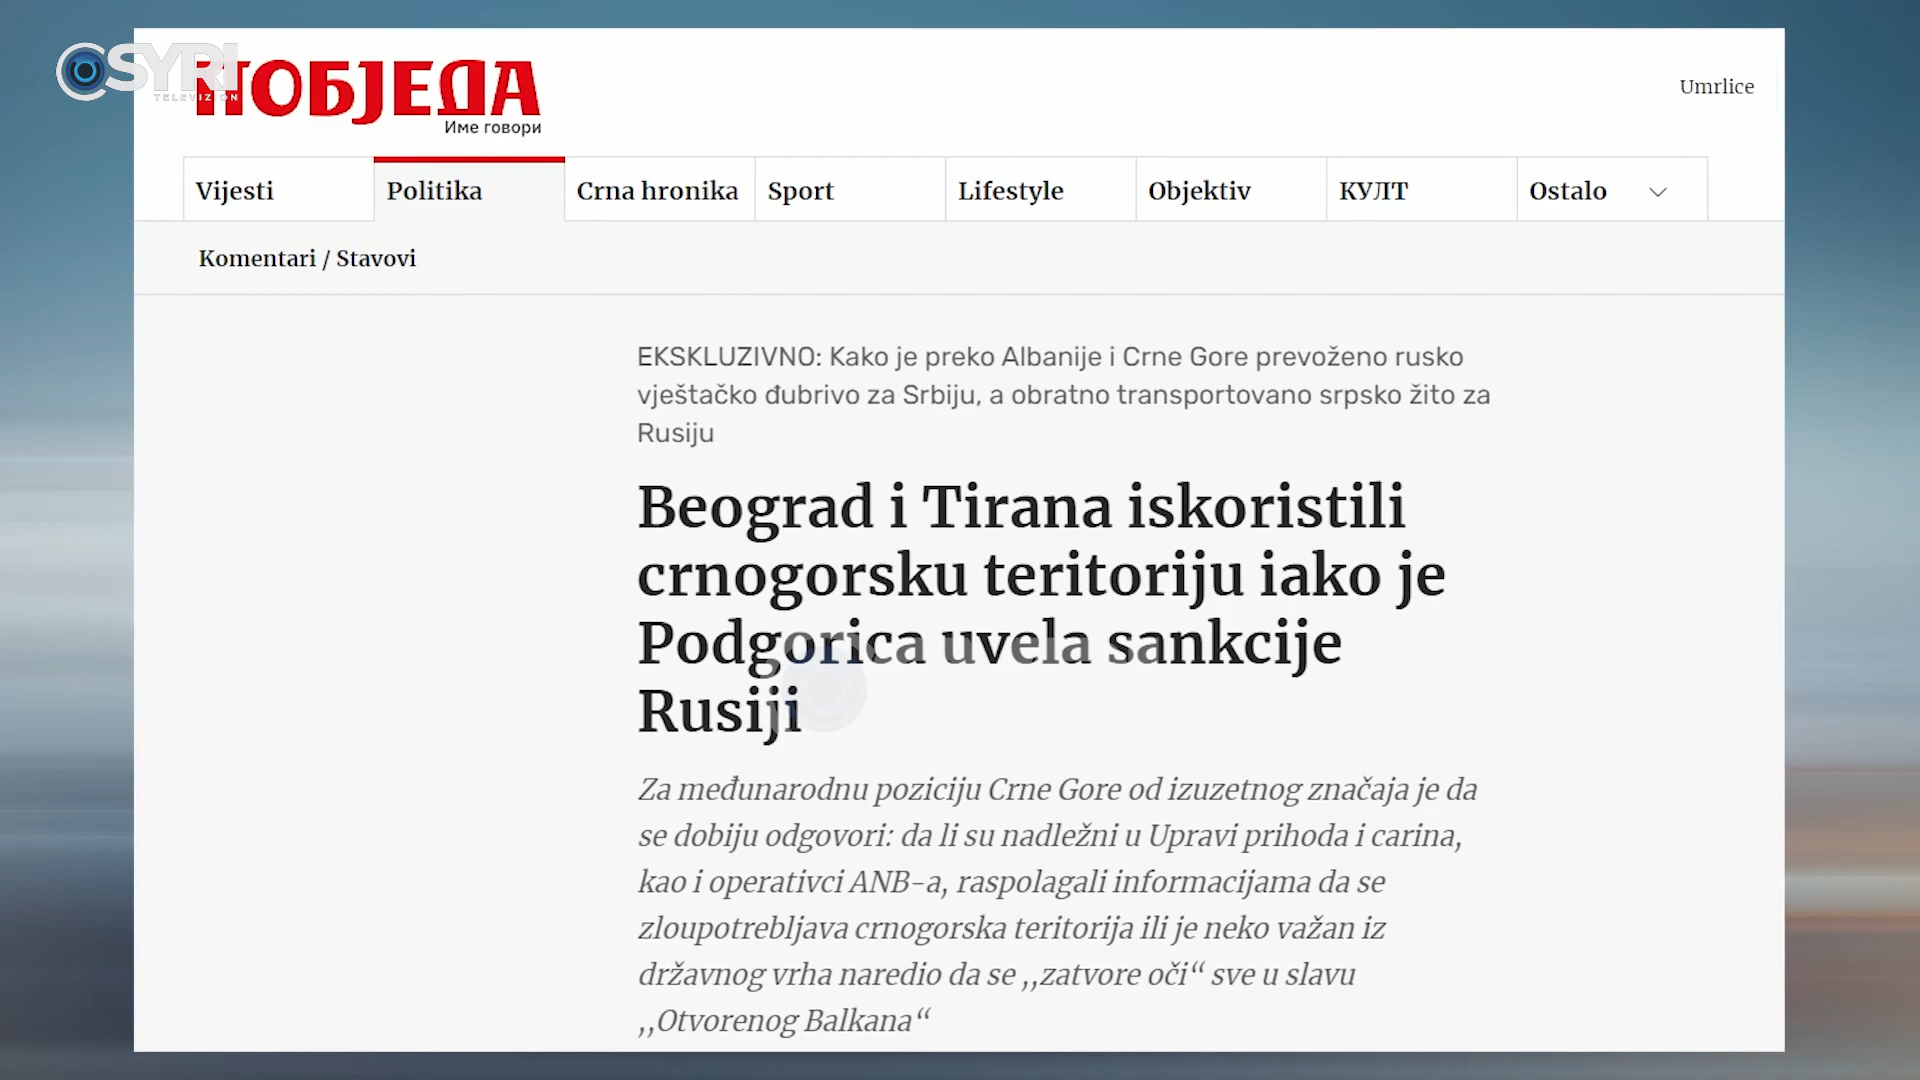 SYRI
TELEVIZION
ПОБЈЕДА
Име говори
Umrlice
Vijesti
Politika
Crna hronika
Sport
Lifestyle
Objektiv
КУЛТ
Ostalo
Komentari / Stavovi
EKSKLUZIVNO: Kako je preko Albanije i Crne Gore prevoženo rusko
vještačko đubrivo za Srbiju, a obratno transportovano srpsko žito za
Rusiju
Beograd i Tirana iskoristili
crnogorsku teritoriju iako je
Podgorica uvela sankcije
Rusiji
Za međunarodnu poziciju Crne Gore od izuzetnog značaja je da
se dobiju odgovori: da li su nadležni u Upravi prihoda i carina,
kao i operativci ANB-a, raspolagali informacijama da se
zloupotrebljava crnogorska teritorija ili je neko važan iz
državnog vrha naredio da se ,,zatvore oči“ sve u slavu
,,Otvorenog Balkana“